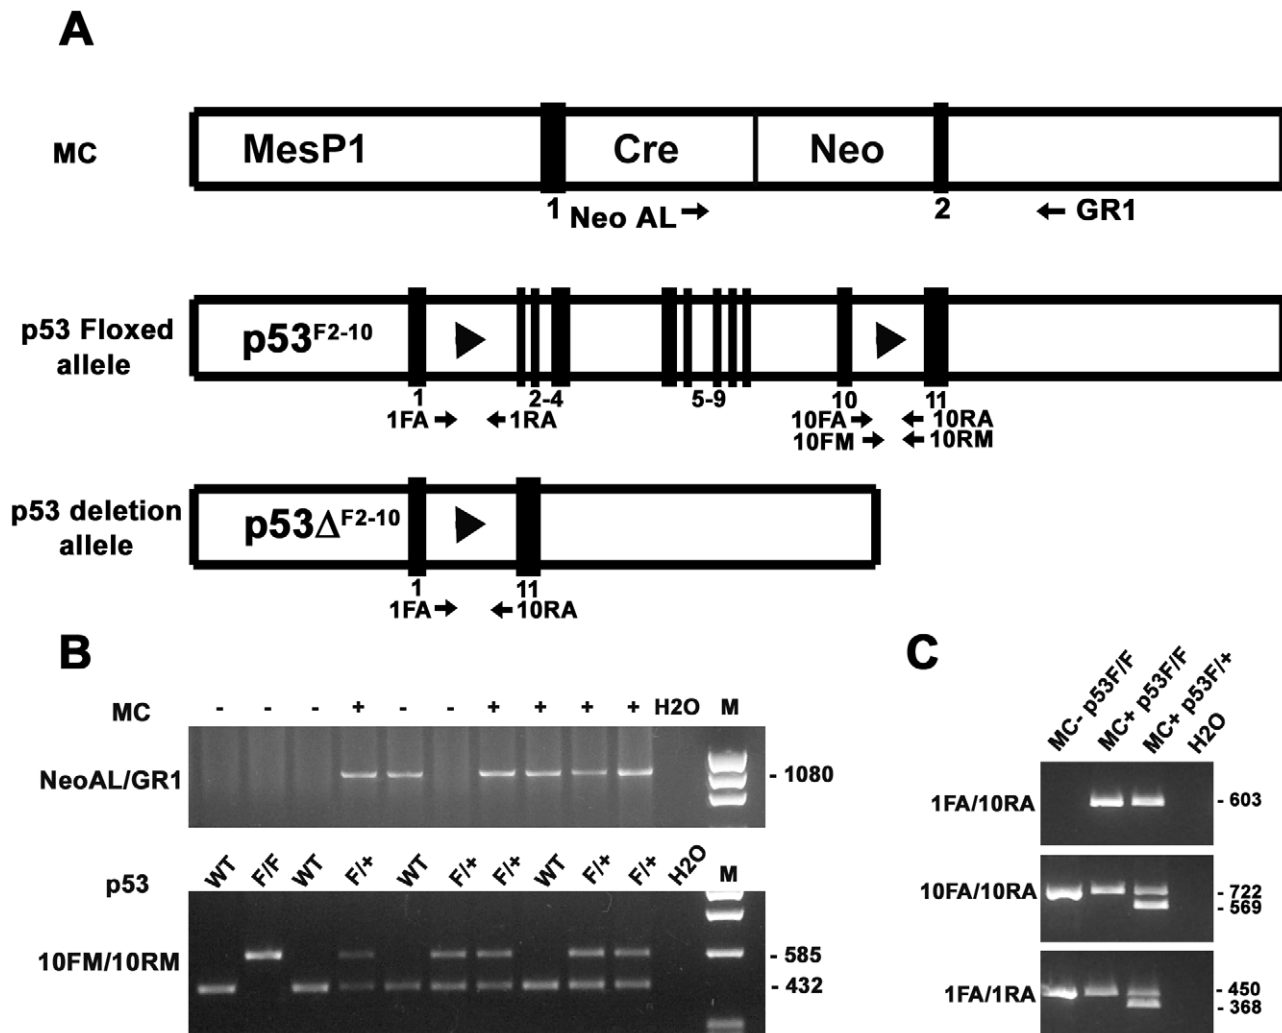 A
MC
MesP1
Cre
Neo
1
Neo AL
2
GR1
p53 Floxed
allele
p53F2-10
1
2-4
5-9
10
11
1FA
1RA
10FA
10RA
10FM
10RM
p53 deletion
allele
p53ΔF2-10
1
11
1FA
10RA
B
MC
- - - + - - + + + + H2O M
NeoAL/GR1
- 1080
p53
WT F/F WT F/+ WT F/+ F/+ WT F/+ F/+ H2O M
10FM/10RM
- 585
- 432
C
MC- p53F/F
MC+ p53F/F
MC+ p53F/+
H2O
1FA/10RA
- 603
10FA/10RA
- 722
- 569
1FA/1RA
- 450
- 368